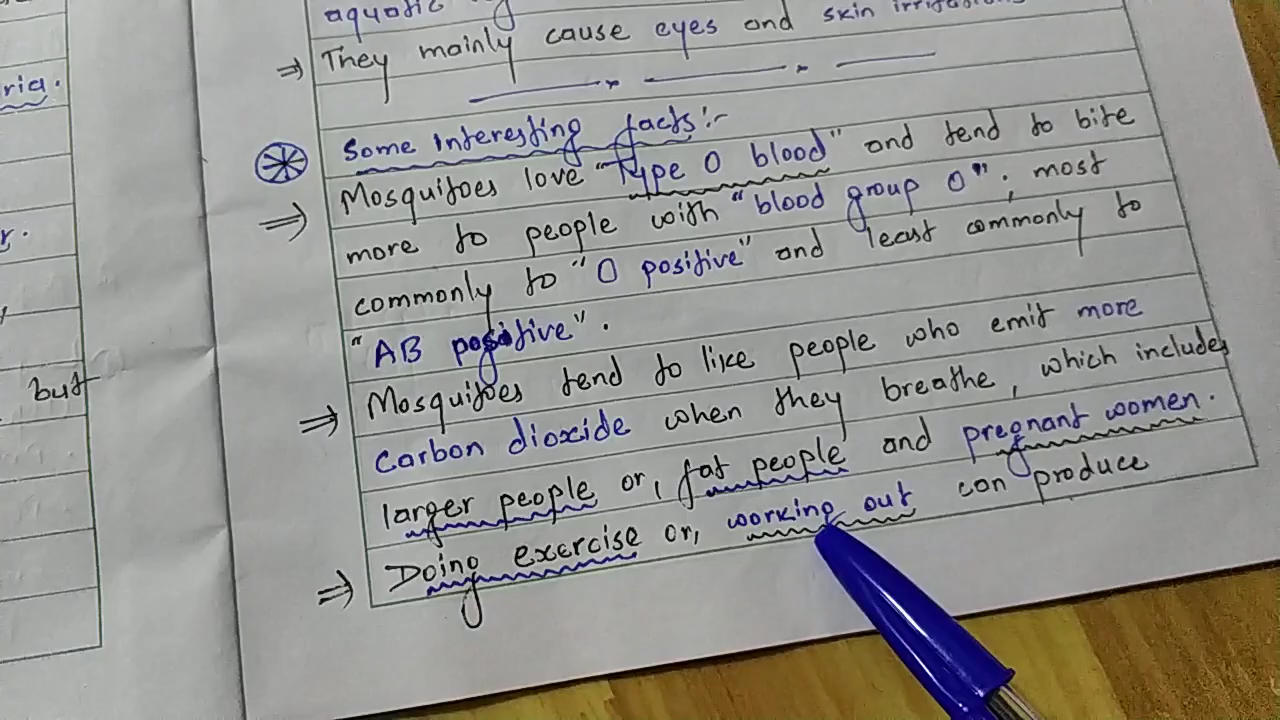 aquatic
ria.
⇒ They mainly cause eyes and skin
Some Interesting facts:-
⇒ Mosquitoes love "Type O blood" and tend to bite
more to people with "blood group O"; most
r.
commonly to "O positive" and least commonly to
"AB positive".
⇒ Mosquitoes tend to like people who emit more
but
Carbon dioxide when they breathe, which includes
larger people or, fat people and pregnant women.
⇒ Doing exercise or, working out can produce